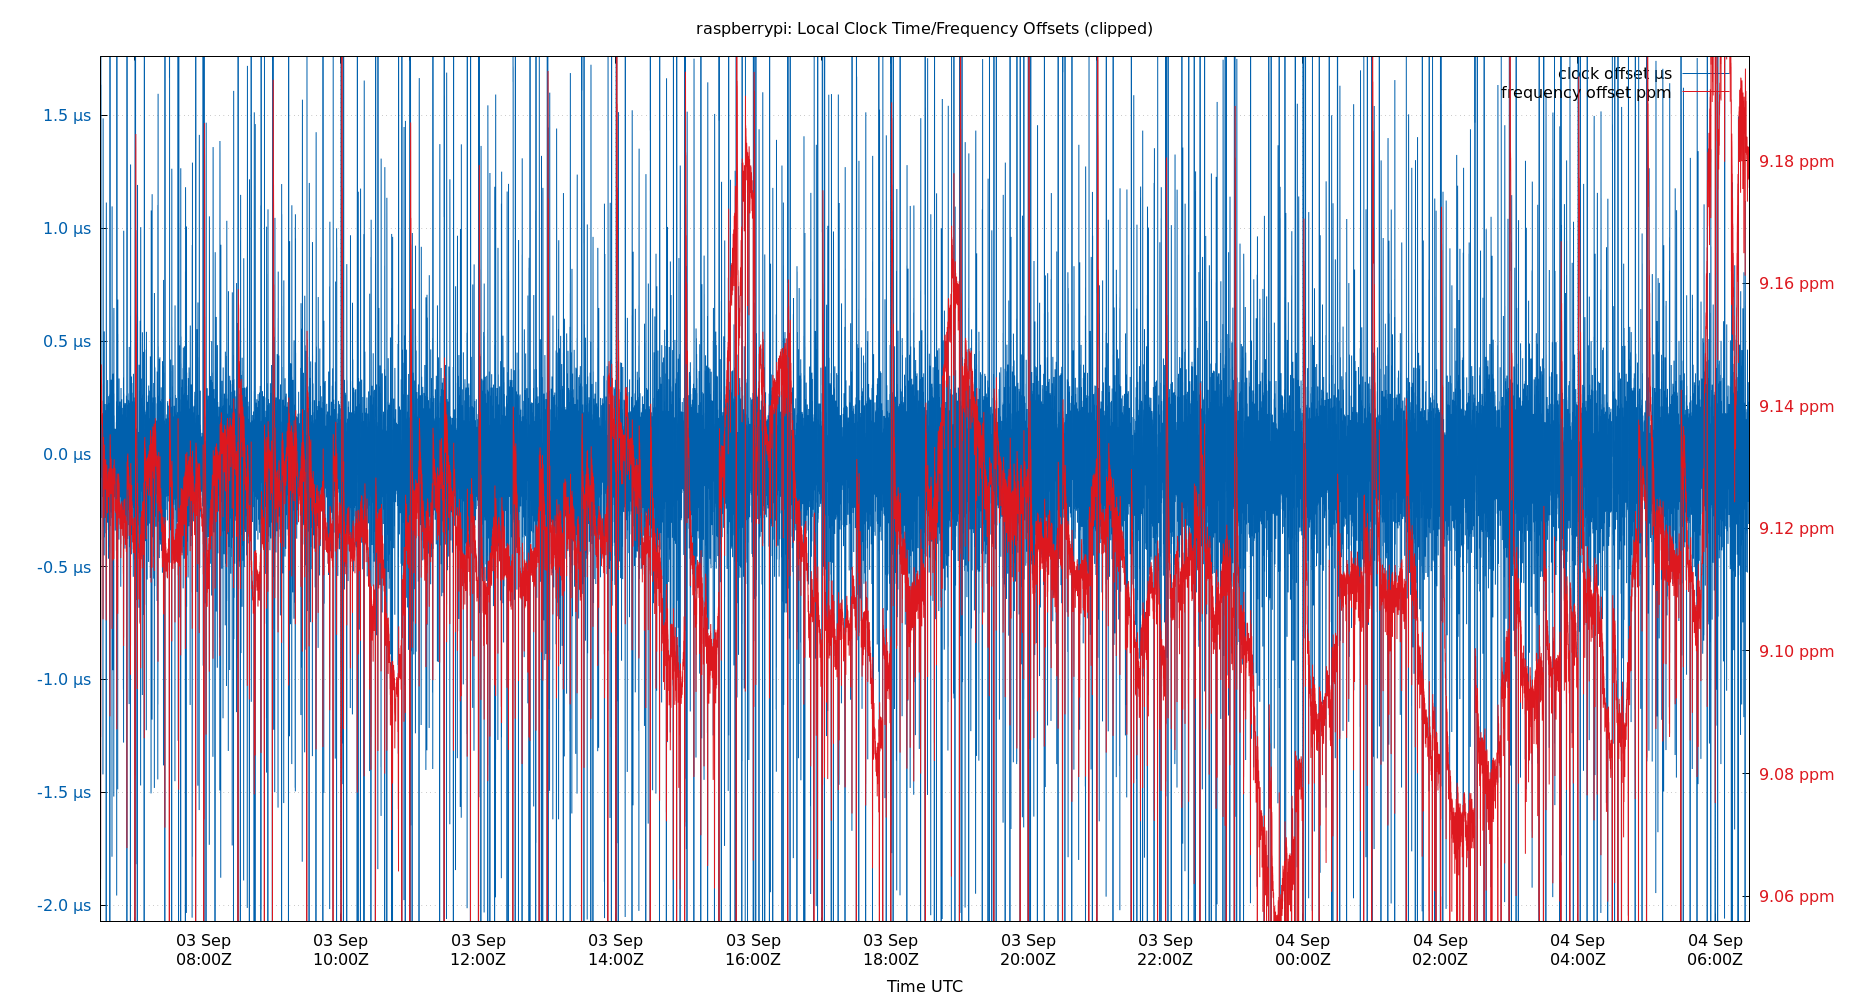 raspberrypi: Local Clock Time/Frequency Offsets (clipped)
clock offset µs
frequency offset ppm
1.5 µs
1.0 µs
0.5 µs
0.0 µs
-0.5 µs
-1.0 µs
-1.5 µs
-2.0 µs
9.18 ppm
9.16 ppm
9.14 ppm
9.12 ppm
9.10 ppm
9.08 ppm
9.06 ppm
03 Sep 03 Sep 03 Sep 03 Sep 03 Sep 03 Sep 03 Sep 03 Sep 04 Sep 04 Sep 04 Sep 04 Sep
08:00Z 10:00Z 12:00Z 14:00Z 16:00Z 18:00Z 20:00Z 22:00Z 00:00Z 02:00Z 04:00Z 06:00Z
Time UTC